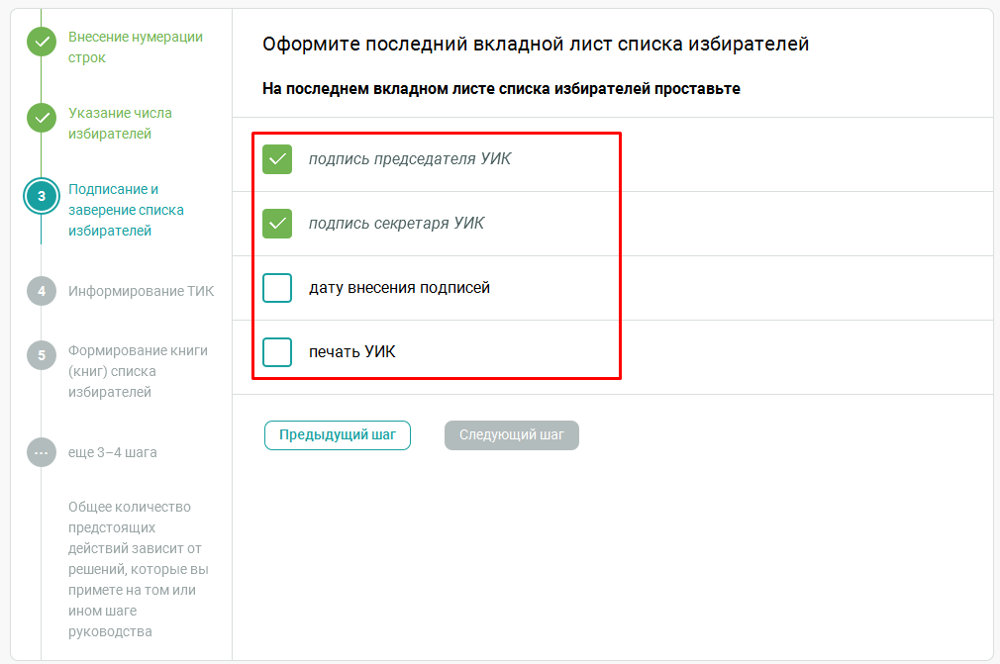 Внесение нумерации
строк
Указание числа
избирателей
3
Подписание и
заверение списка
избирателей
4
Информирование ТИК
5
Формирование книги
(книг) списка
избирателей
...
еще 3–4 шага
Общее количество
предстоящих
действий зависит от
решений, которые вы
примете на том или
ином шаге
руководства
Оформите последний вкладной лист списка избирателей
На последнем вкладном листе списка избирателей проставьте
подпись председателя УИК
подпись секретаря УИК
дату внесения подписей
печать УИК
Предыдущий шаг
Следующий шаг